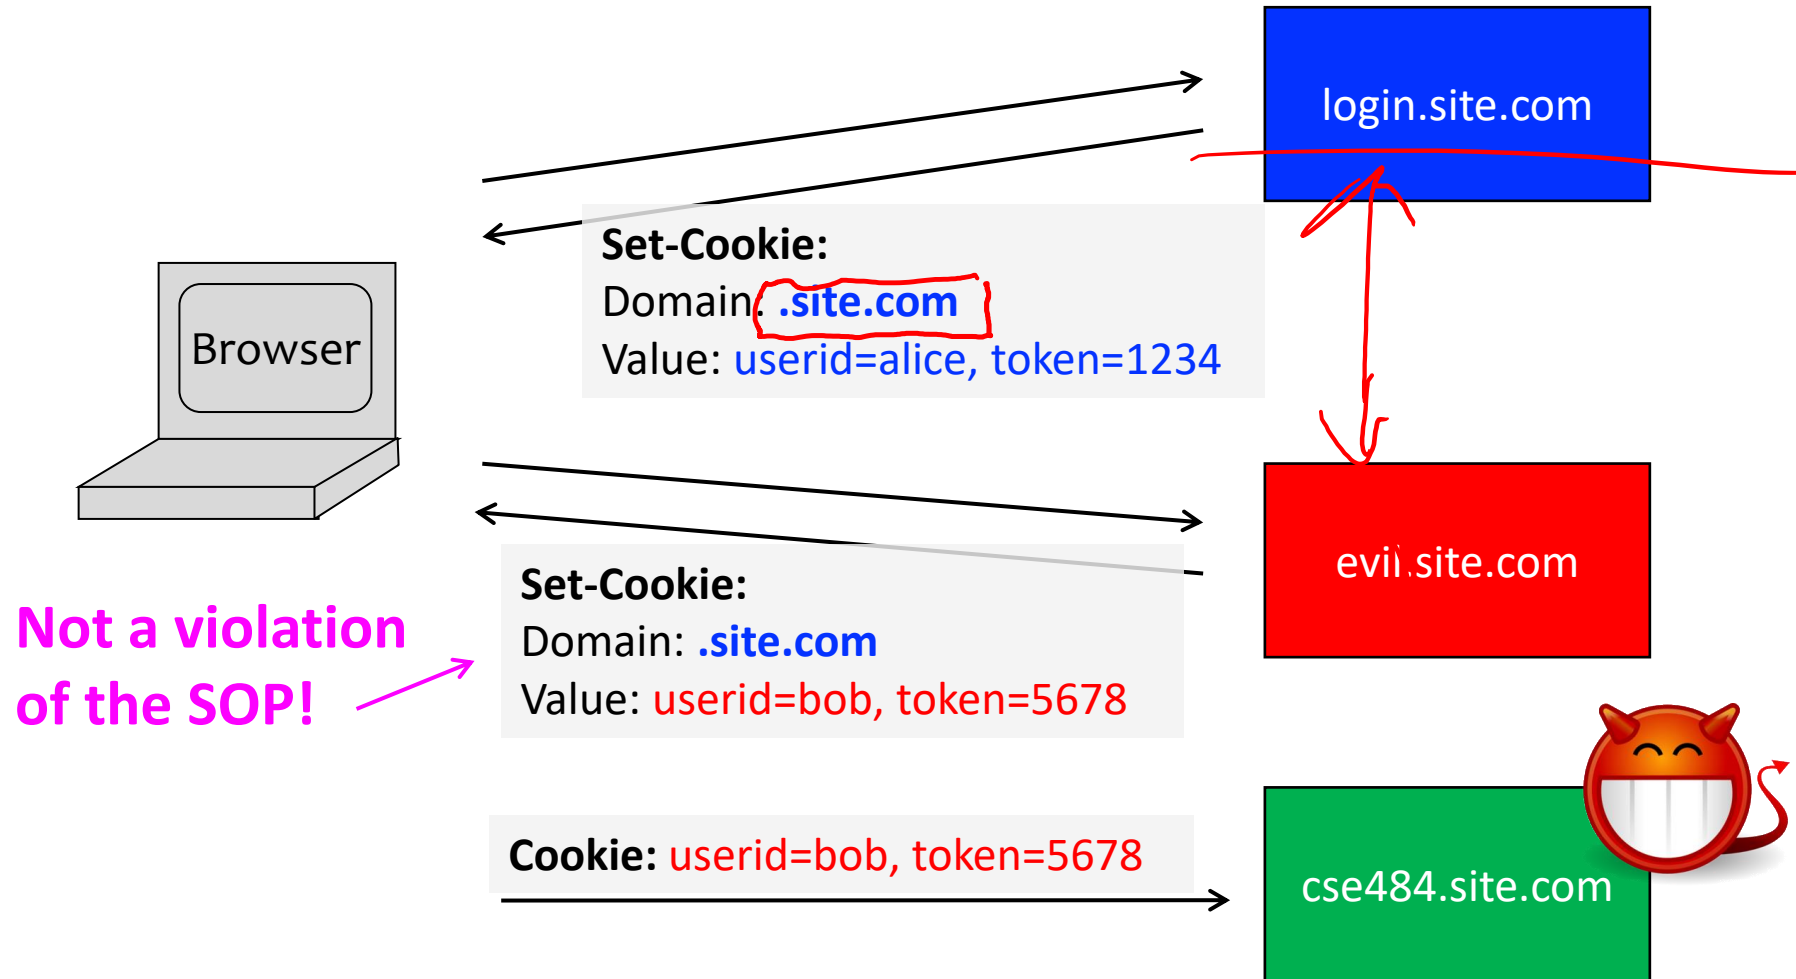 login.site.com
Set-Cookie:
Domain: .site.com
Value: userid=alice, token=1234
Browser
evil.site.com
Set-Cookie:
Domain: .site.com
Value: userid=bob, token=5678
Not a violation
of the SOP!
Cookie: userid=bob, token=5678
cse484.site.com